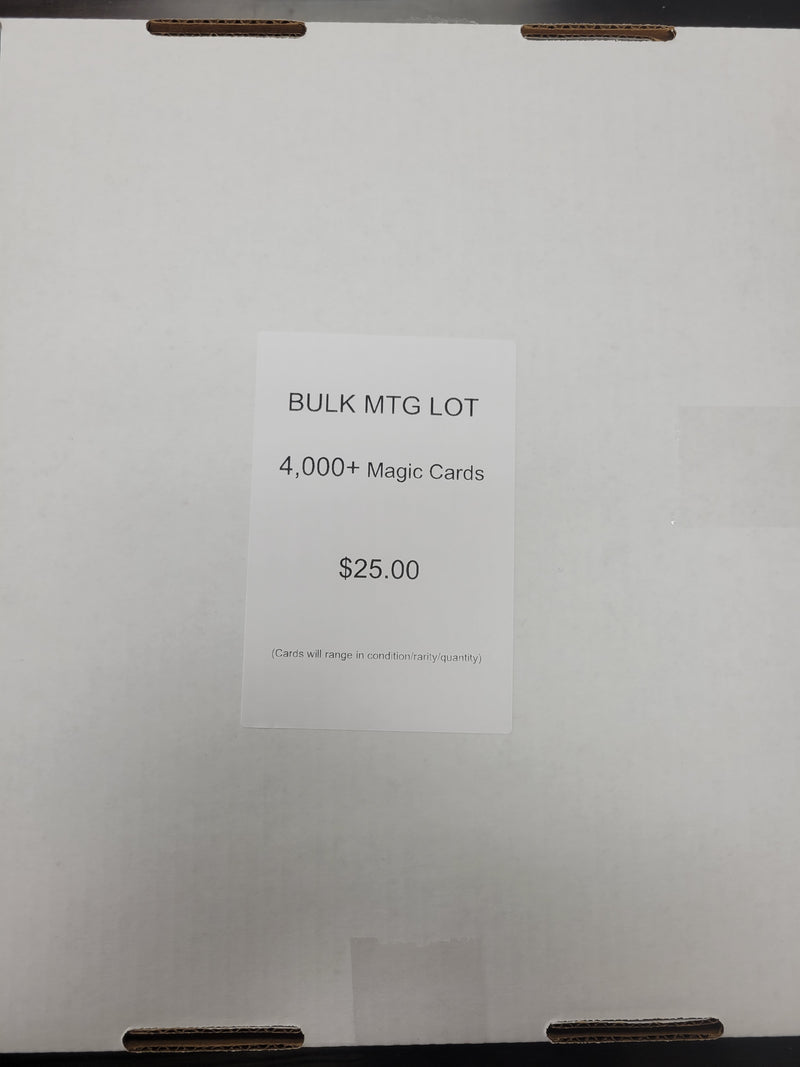 BULK MTG LOT
4,000+ Magic Cards
$25.00
(Cards will range in condition/rarity/quantity)